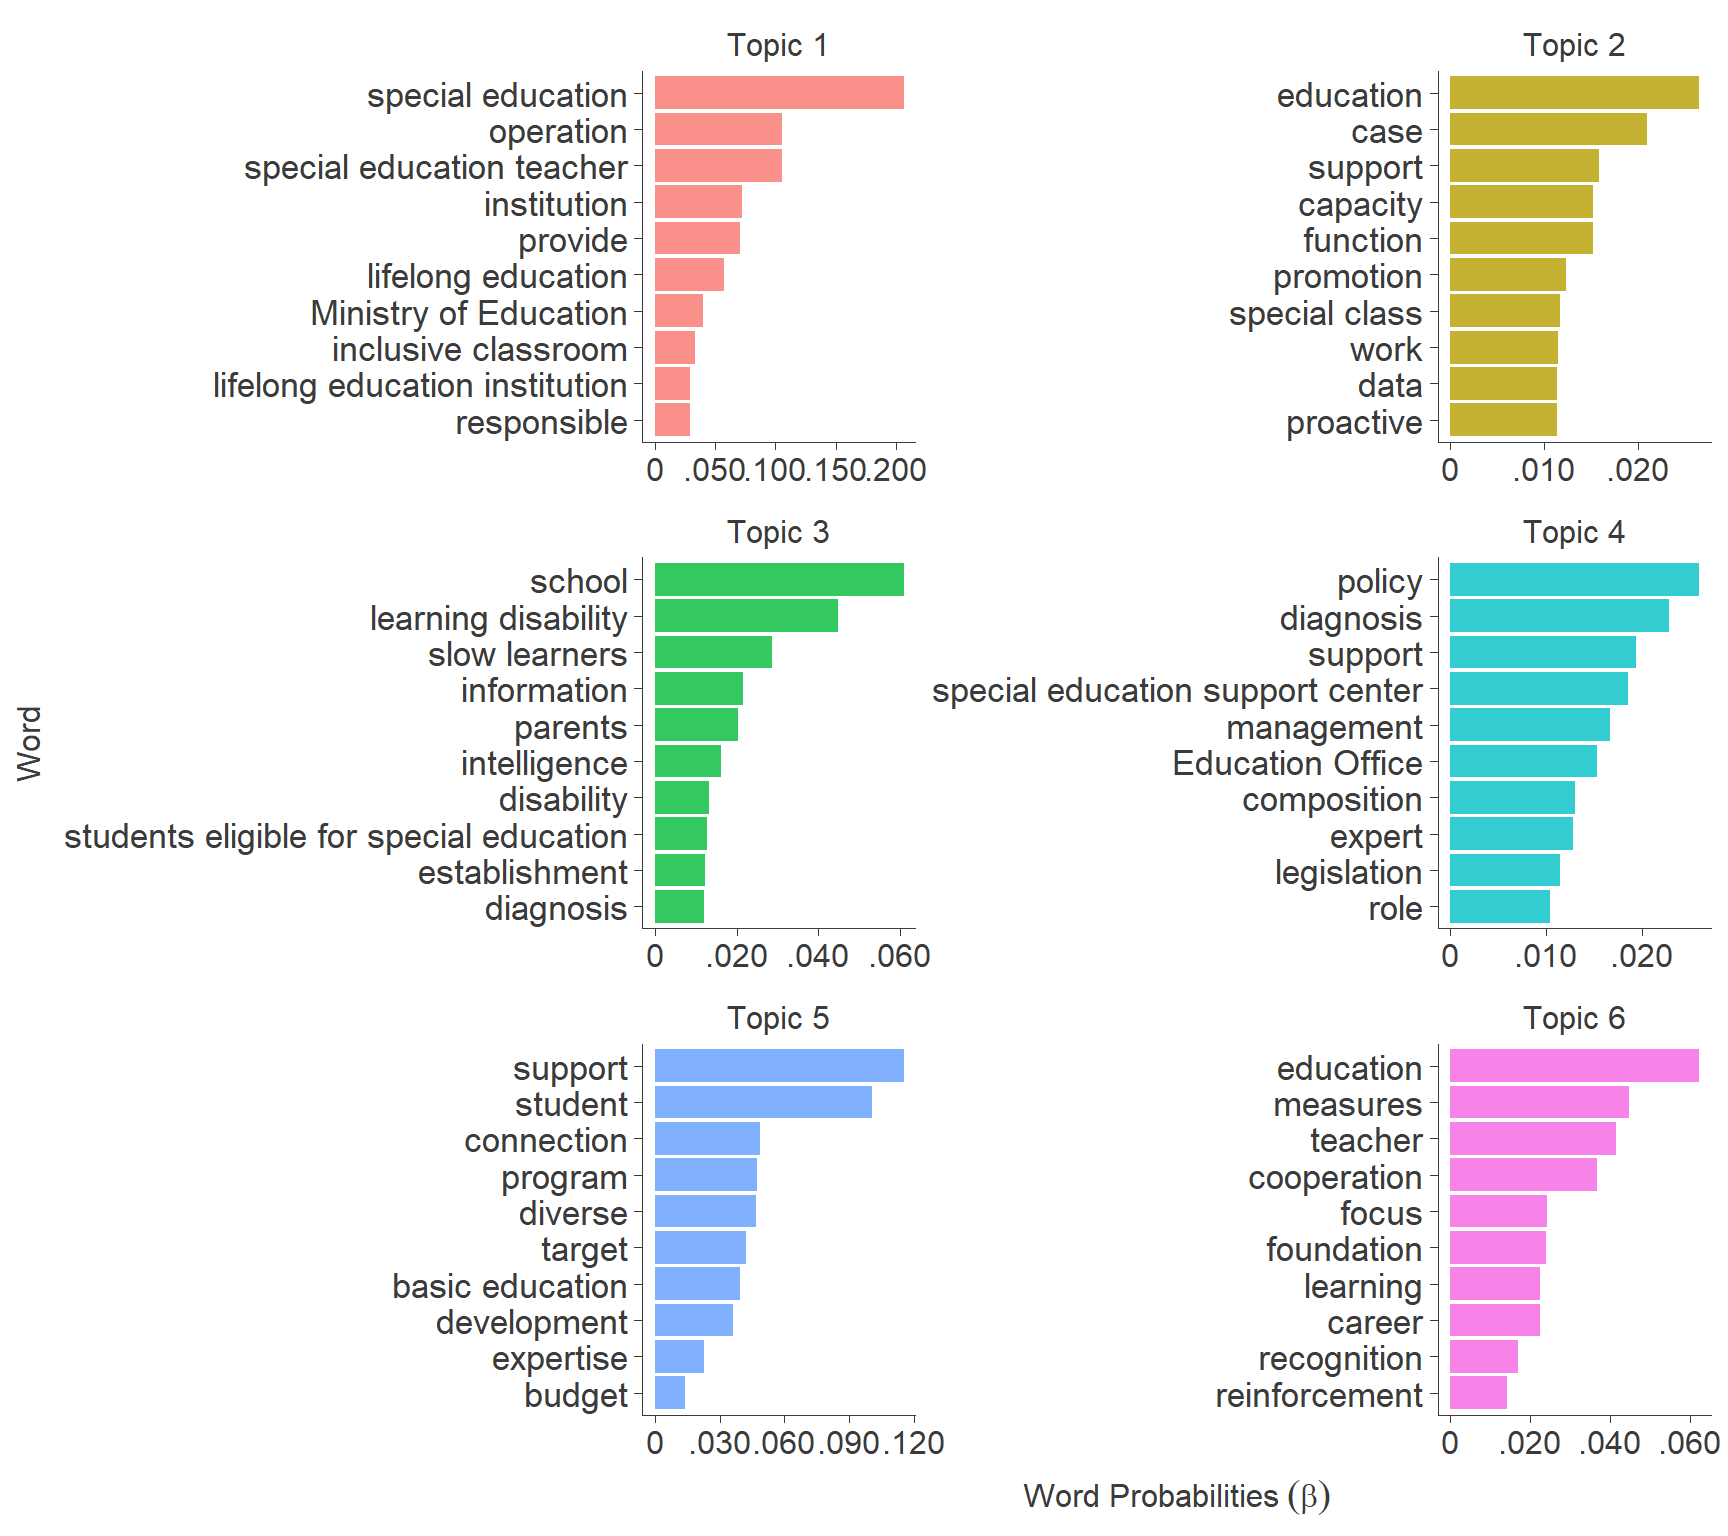 Topic 1
special education
operation
special education teacher
institution
provide
lifelong education
Ministry of Education
inclusive classroom
lifelong education institution
responsible
0 .050 .100 .150 .200
Topic 2
education
case
support
capacity
function
promotion
special class
work
data
proactive
0 .010 .020
Topic 3
school
learning disability
slow learners
information
parents
intelligence
disability
students eligible for special education
establishment
diagnosis
0 .020 .040 .060
Topic 4
policy
diagnosis
support
special education support center
management
Education Office
composition
expert
legislation
role
0 .010 .020
Topic 5
support
student
connection
program
diverse
target
basic education
development
expertise
budget
0 .030 .060 .090 .120
Topic 6
education
measures
teacher
cooperation
focus
foundation
learning
career
recognition
reinforcement
0 .020 .040 .060
Word
Word Probabilities (β)